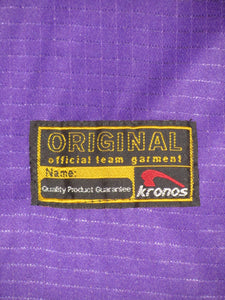 ORIGINAL
official team garment
Name:
Quality Product Guarantee
kronos